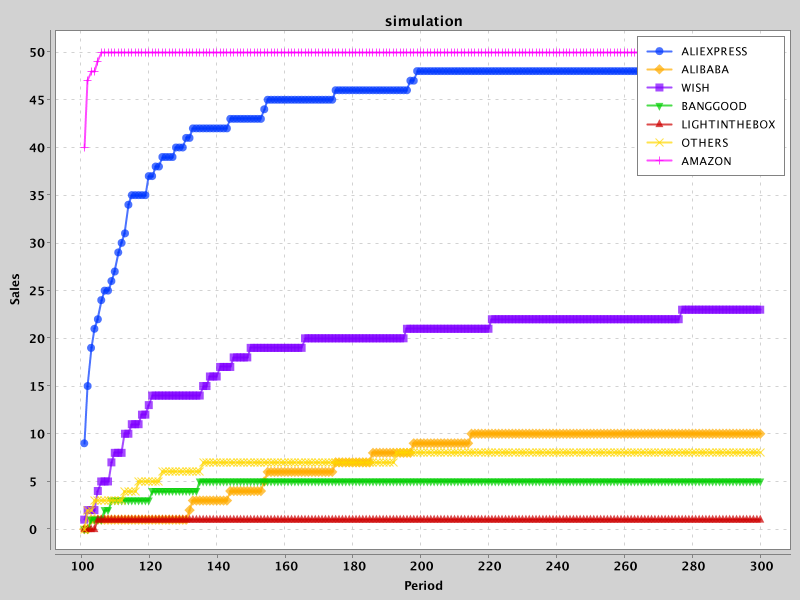 simulation
ALIEXPRESS
ALIBABA
WISH
BANGGOOD
LIGHTINTHEBOX
OTHERS
AMAZON
Sales
50
45
40
35
30
25
20
15
10
5
0
100 120 140 160 180 200 220 240 260 280 300
Period